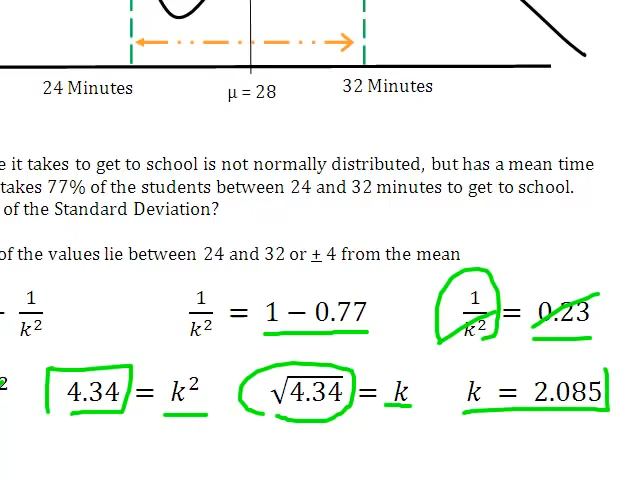 24 Minutes μ = 28 32 Minutes
e it takes to get to school is not normally distributed, but has a mean time
takes 77% of the students between 24 and 32 minutes to get to school.
of the Standard Deviation?
of the values lie between 24 and 32 or ± 4 from the mean
1/k² 1/k² = 1 − 0.77 1/k² = 0.23
2 4.34 = k² √4.34 = k k = 2.085